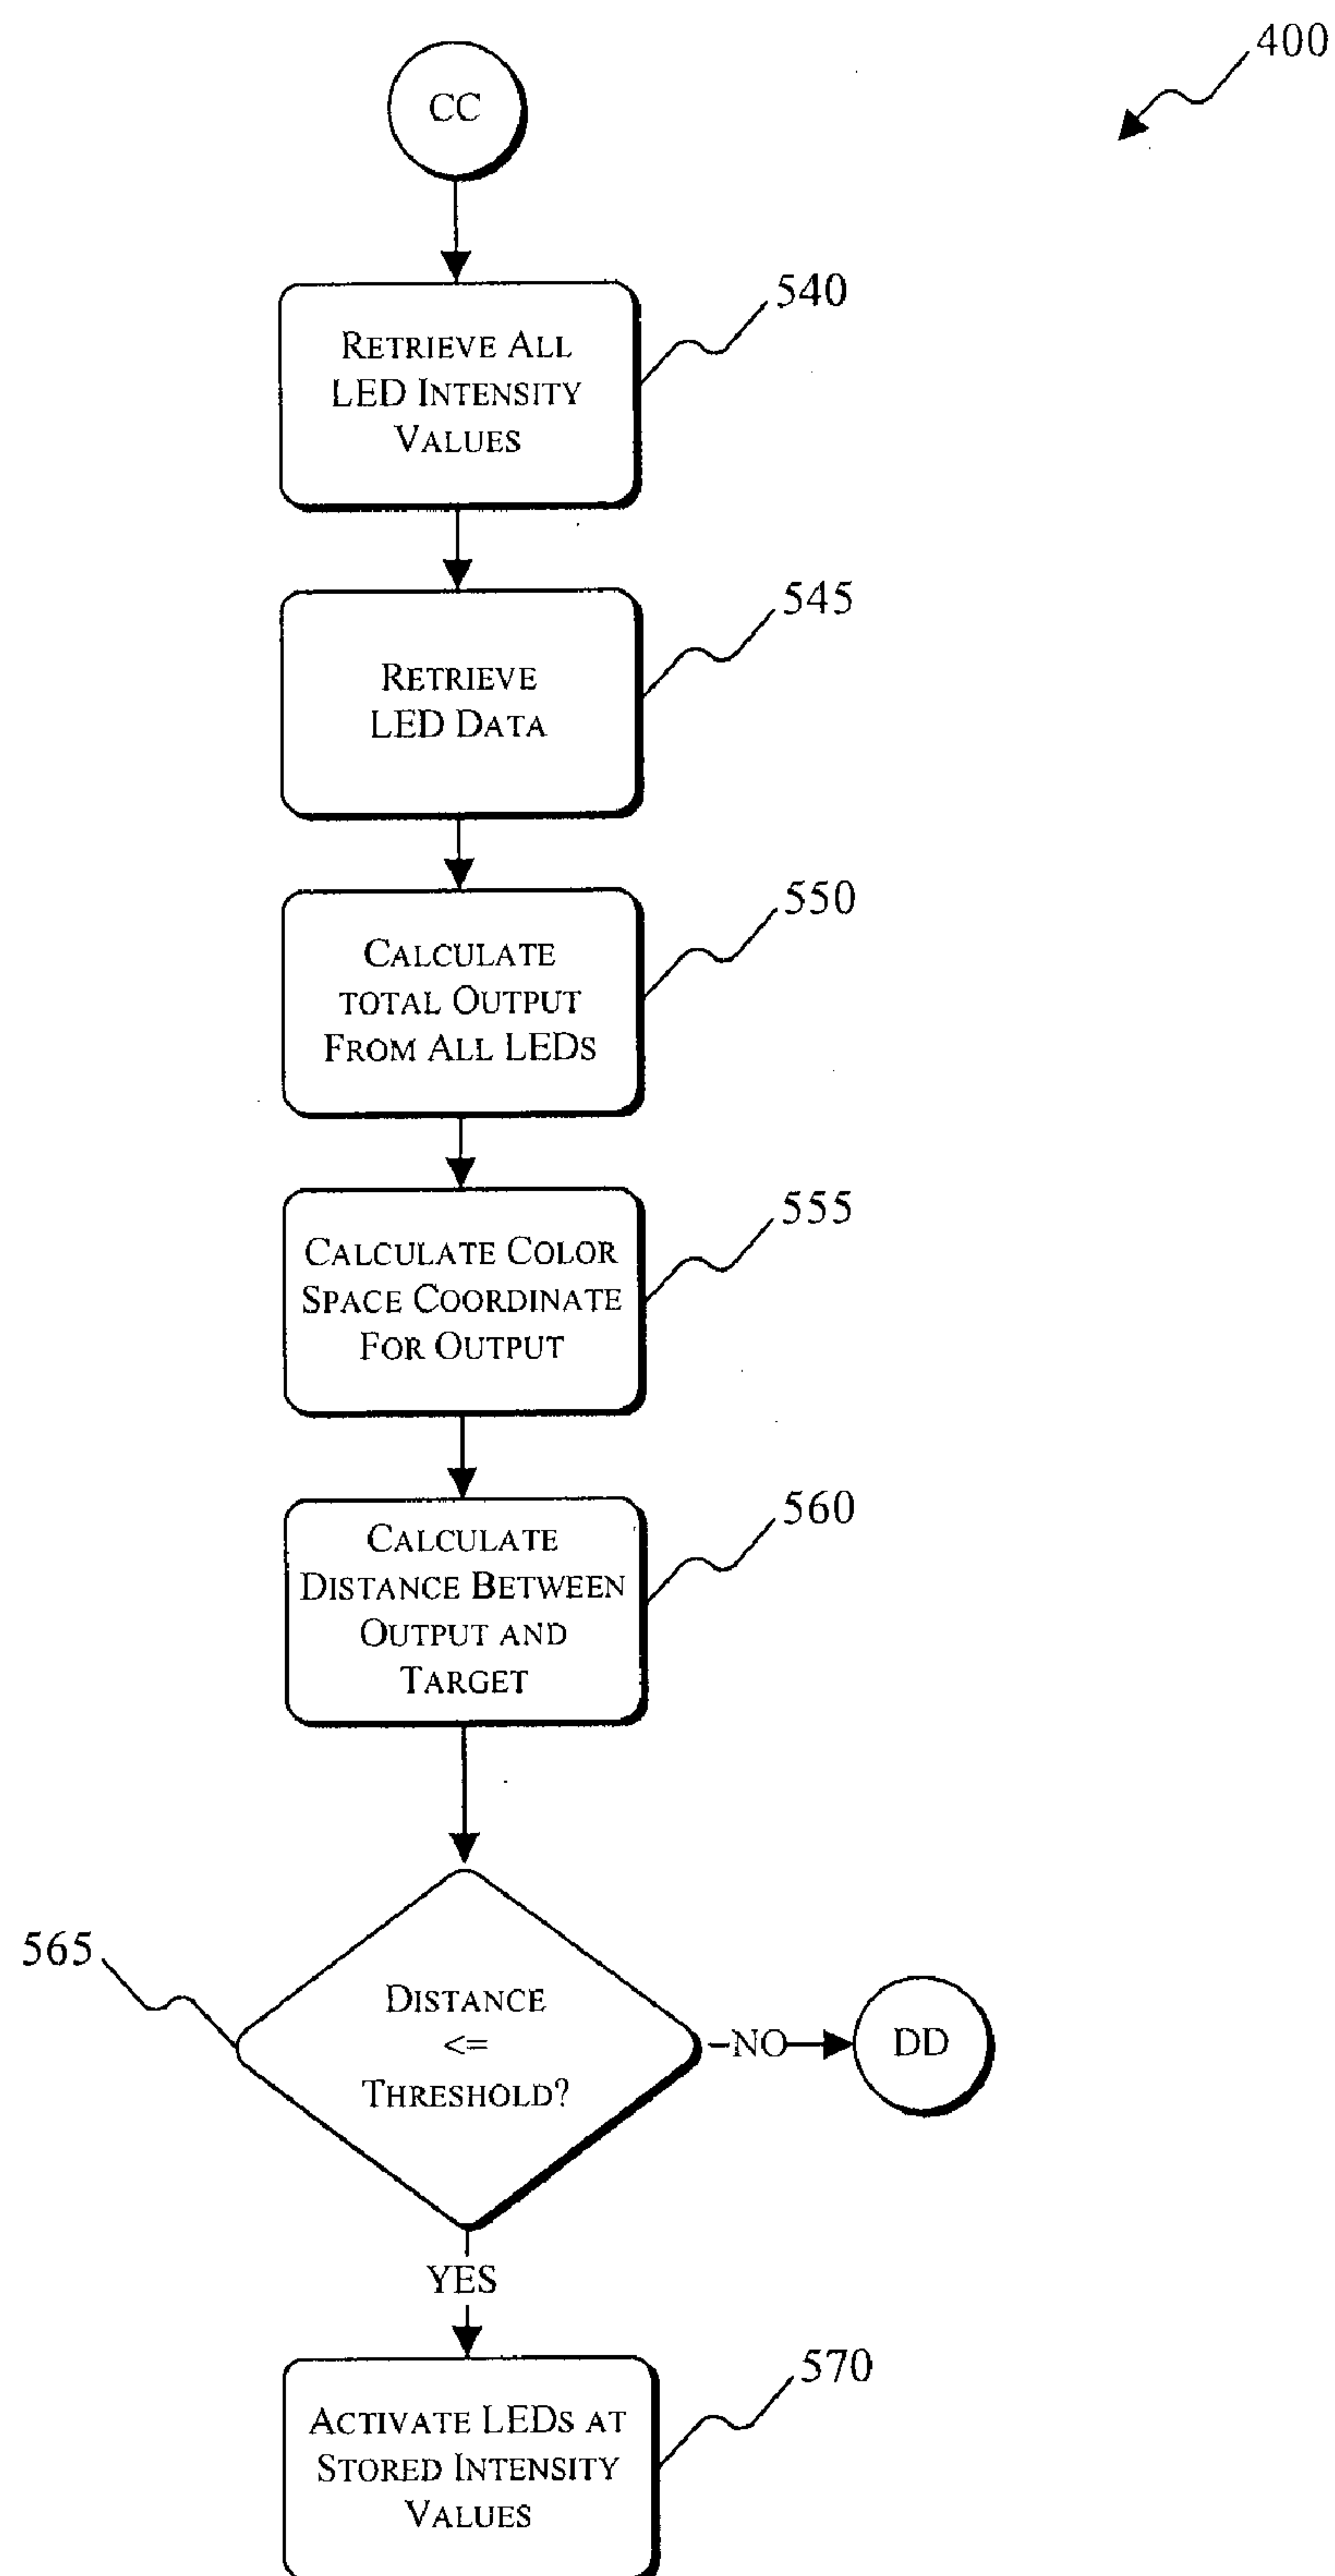 400
CC
540
RETRIEVE ALL
LED INTENSITY
VALUES
545
RETRIEVE
LED DATA
550
CALCULATE
TOTAL OUTPUT
FROM ALL LEDS
555
CALCULATE COLOR
SPACE COORDINATE
FOR OUTPUT
560
CALCULATE
DISTANCE BETWEEN
OUTPUT AND
TARGET
565
DISTANCE
<=
THRESHOLD?
NO
DD
YES
570
ACTIVATE LEDS AT
STORED INTENSITY
VALUES